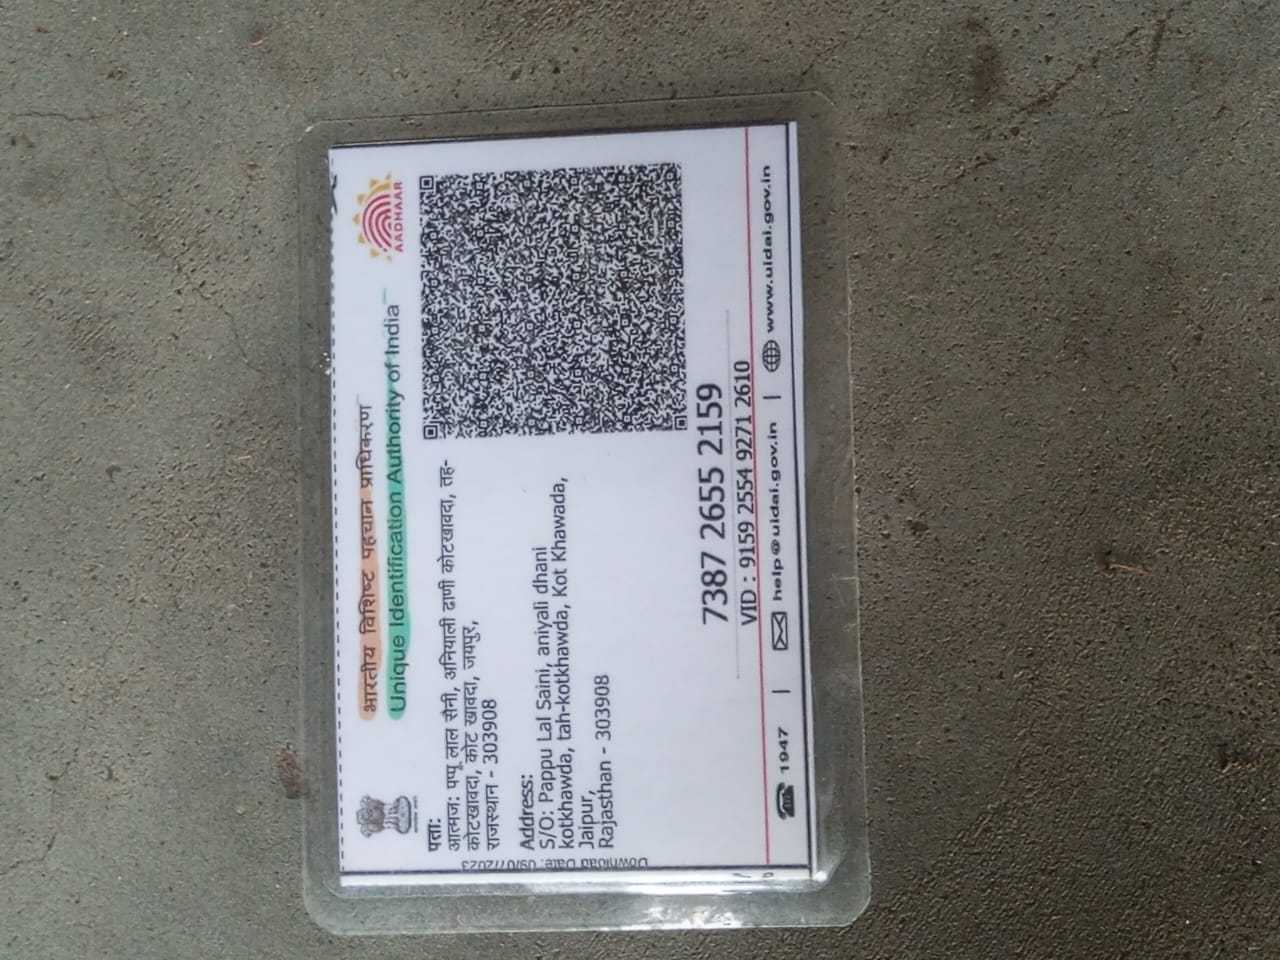 भारतीय विशिष्ट पहचान प्राधिकरण
Unique Identification Authority of India
AADHAAR
पता:
आत्मज: पप्पू लाल सैनी, अनियाली ढाणी कोटखावदा, तह-
कोटखावदा, कोट खावदा, जयपुर,
राजस्थान - 303908
Address:
S/O: Pappu Lal Saini, aniyali dhani
kotkhawda, tah-kotkhawda, Kot Khawada,
Jaipur,
Rajasthan - 303908
Download Date: 09/07/2023
7387 2655 2159
VID : 9159 2554 9271 2610
1947 | help@uidai.gov.in | www.uidai.gov.in